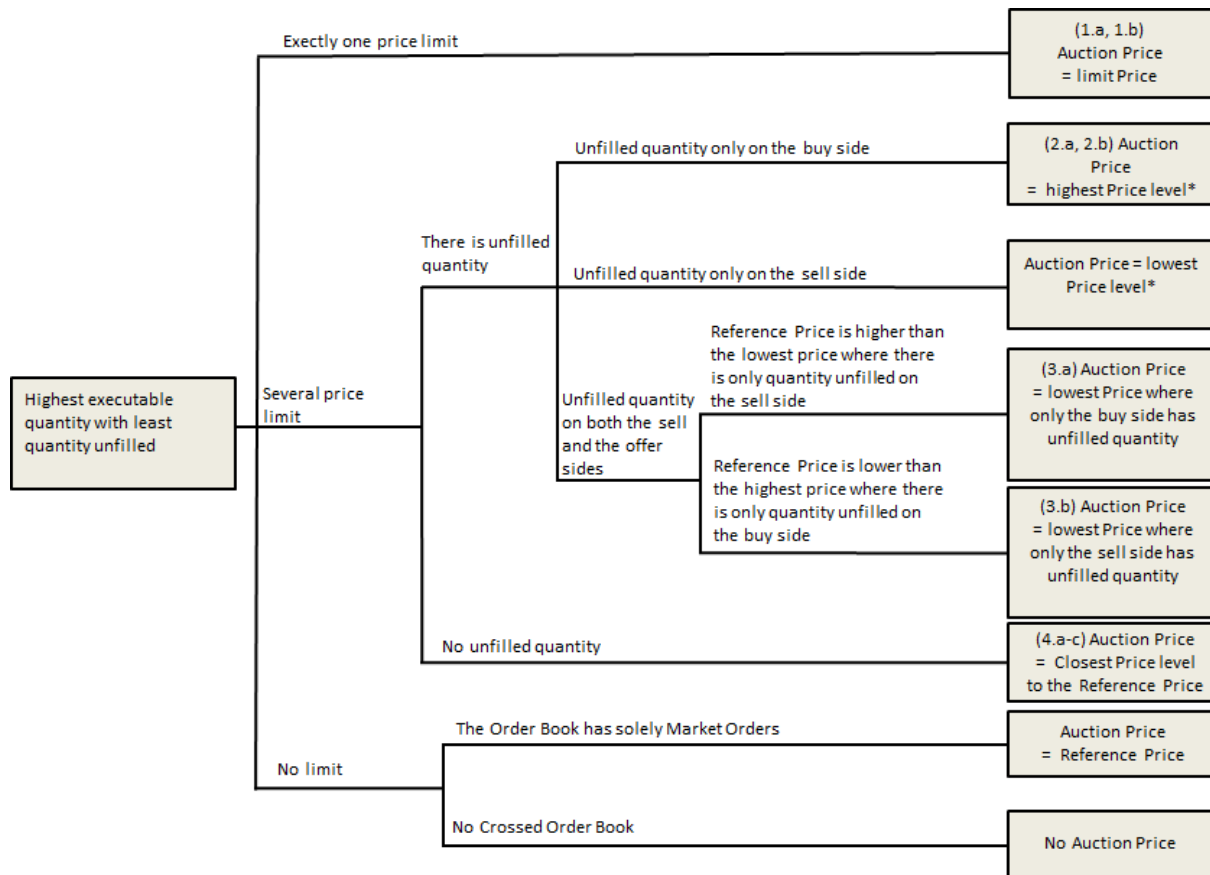 Exectly one price limit
(1.a, 1.b)
Auction Price
= limit Price
Unfilled quantity only on the buy side
(2.a, 2.b) Auction
Price
= highest Price level*
There is unfilled
quantity
Unfilled quantity only on the sell side
Auction Price = lowest
Price level*
Highest executable
quantity with least
quantity unfilled
Several price
limit
Unfilled quantity
on both the sell
and the offer
sides
Reference Price is higher than
the lowest price where there
is only quantity unfilled on
the sell side
(3.a) Auction Price
= lowest Price where
only the buy side has
unfilled quantity
Reference Price is lower than
the highest price where there
is only quantity unfilled on
the buy side
(3.b) Auction Price
= lowest Price where
only the sell side has
unfilled quantity
No unfilled quantity
(4.a-c) Auction Price
= Closest Price level
to the Reference Price
No limit
The Order Book has solely Market Orders
Auction Price
= Reference Price
No Crossed Order Book
No Auction Price